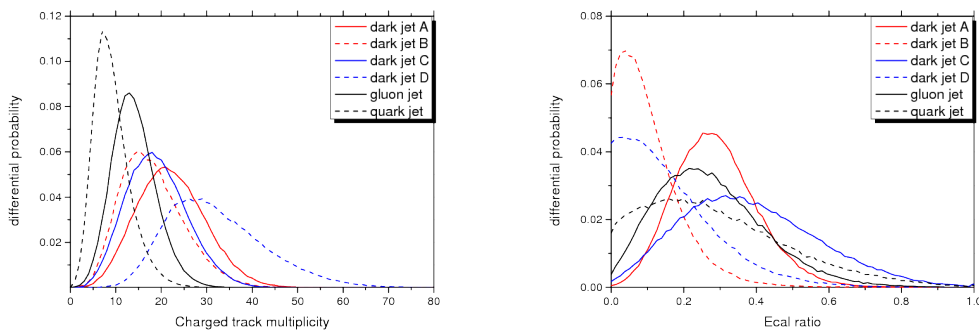 differential probability
0.12
0.10
0.08
0.06
0.04
0.02
0.00
0 10 20 30 40 50 60 70 80
Charged track multiplicity
dark jet A
dark jet B
dark jet C
dark jet D
gluon jet
quark jet
differential probability
0.08
0.06
0.04
0.02
0.00
0.0 0.2 0.4 0.6 0.8 1.0
Ecal ratio
dark jet A
dark jet B
dark jet C
dark jet D
gluon jet
quark jet